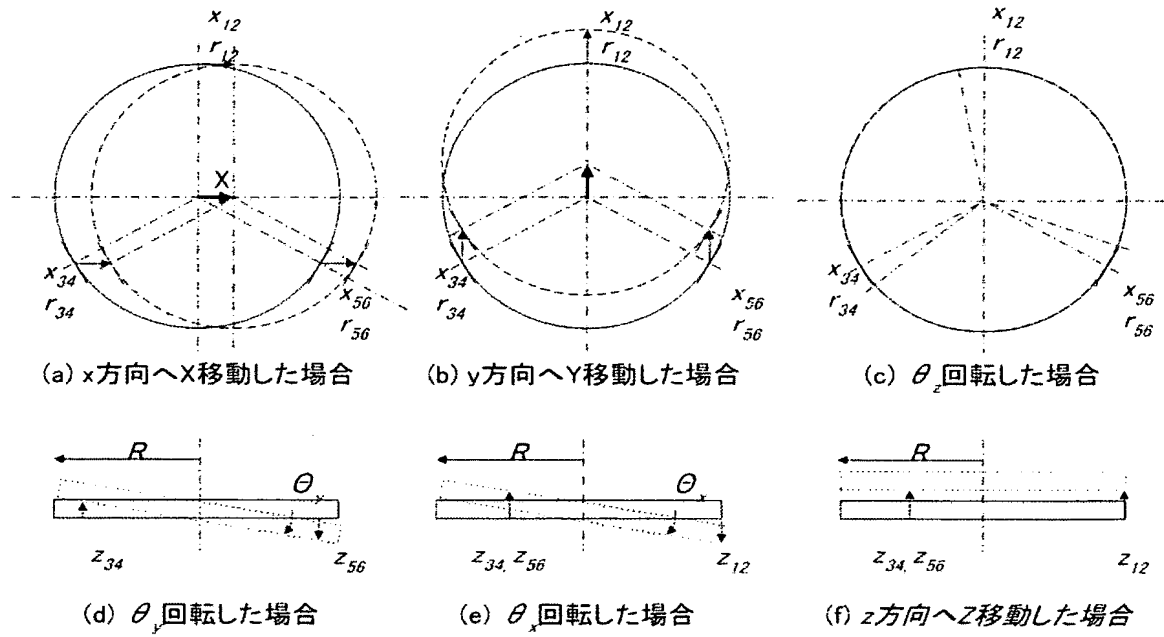 x12
r12
X
x34
r34
x56
r56
(a) x方向へX移動した場合
x12
r12
x34
r34
x56
r56
(b) y方向へY移動した場合
x12
r12
x34
r34
x56
r56
(c) θz回転した場合
R
θy
z34
z56
(d) θy回転した場合
R
θx
z34, z56
z12
(e) θx回転した場合
R
z34, z56
z12
(f) z方向へZ移動した場合